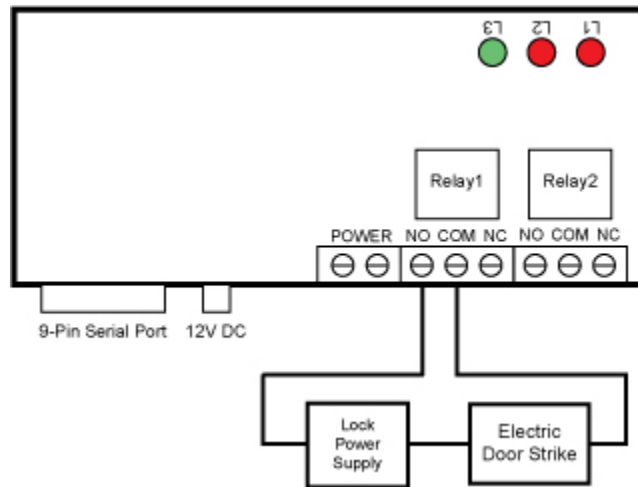 L3 L2 L1
Relay1 Relay2
POWER NO COM NC NO COM NC
9-Pin Serial Port 12V DC
Lock
Power
Supply
Electric
Door Strike